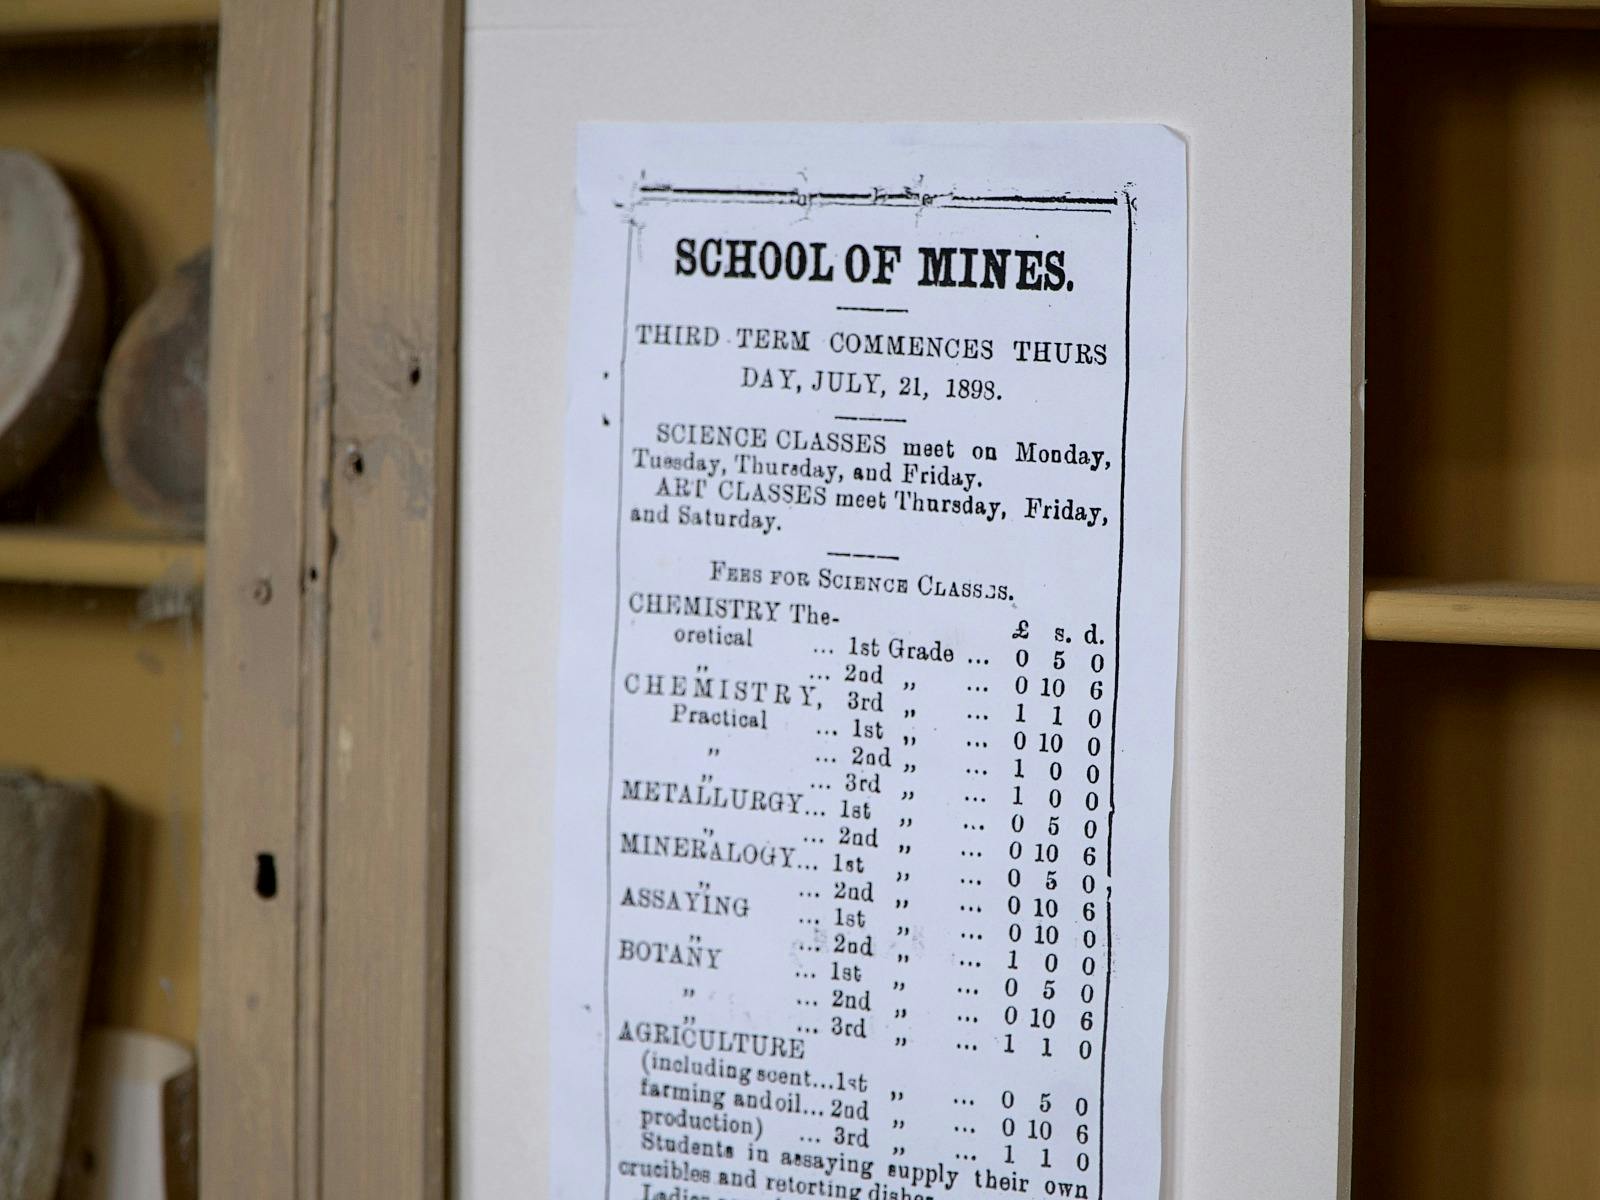 SCHOOL OF MINES.
THIRD TERM COMMENCES THURS
DAY, JULY, 21, 1898.
SCIENCE CLASSES meet on Monday,
Tuesday, Thursday, and Friday.
ART CLASSES meet Thursday, Friday,
and Saturday.
FEES FOR SCIENCE CLASSES.
CHEMISTRY The- £ s. d.
oretical ... 1st Grade ... 0 5 0
„ ... 2nd „ ... 0 10 6
CHEMISTRY, 3rd „ ... 1 1 0
Practical ... 1st „ ... 0 10 0
„ ... 2nd „ ... 1 0 0
„ ... 3rd „ ... 1 0 0
METALLURGY... 1st „ ... 0 5 0
„ ... 2nd „ ... 0 10 6
MINERALOGY... 1st „ ... 0 5 0
„ ... 2nd „ ... 0 10 6
ASSAYING ... 1st „ ... 0 10 0
„ ... 2nd „ ... 1 0 0
BOTANY ... 1st „ ... 0 5 0
„ ... 2nd „ ... 0 10 6
„ ... 3rd „ ... 1 1 0
AGRICULTURE
(including scent...1st „ ... 0 5 0
farming and oil... 2nd „ ... 0 10 6
production) ... 3rd „ ... 1 1 0
Students in assaying supply their own
crucibles and retorting dishes
Ladies